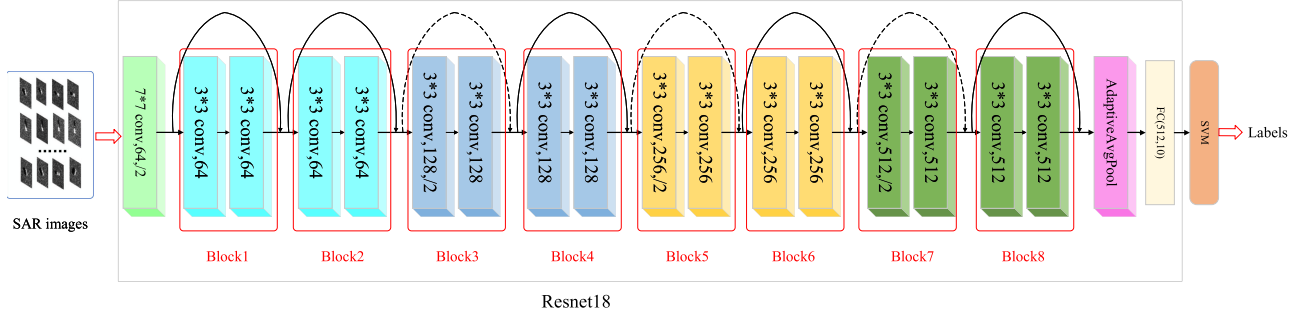 SAR images
7*7 conv,64,/2
3*3 conv,64
3*3 conv,64
Block1
3*3 conv,64
3*3 conv,64
Block2
3*3 conv,128,/2
3*3 conv,128
Block3
3*3 conv,128
3*3 conv,128
Block4
3*3 conv,256,/2
3*3 conv,256
Block5
3*3 conv,256
3*3 conv,256
Block6
3*3 conv,512,/2
3*3 conv,512
Block7
3*3 conv,512
3*3 conv,512
Block8
AdaptiveAvgPool
FC(512,10)
SVM
Labels
Resnet18